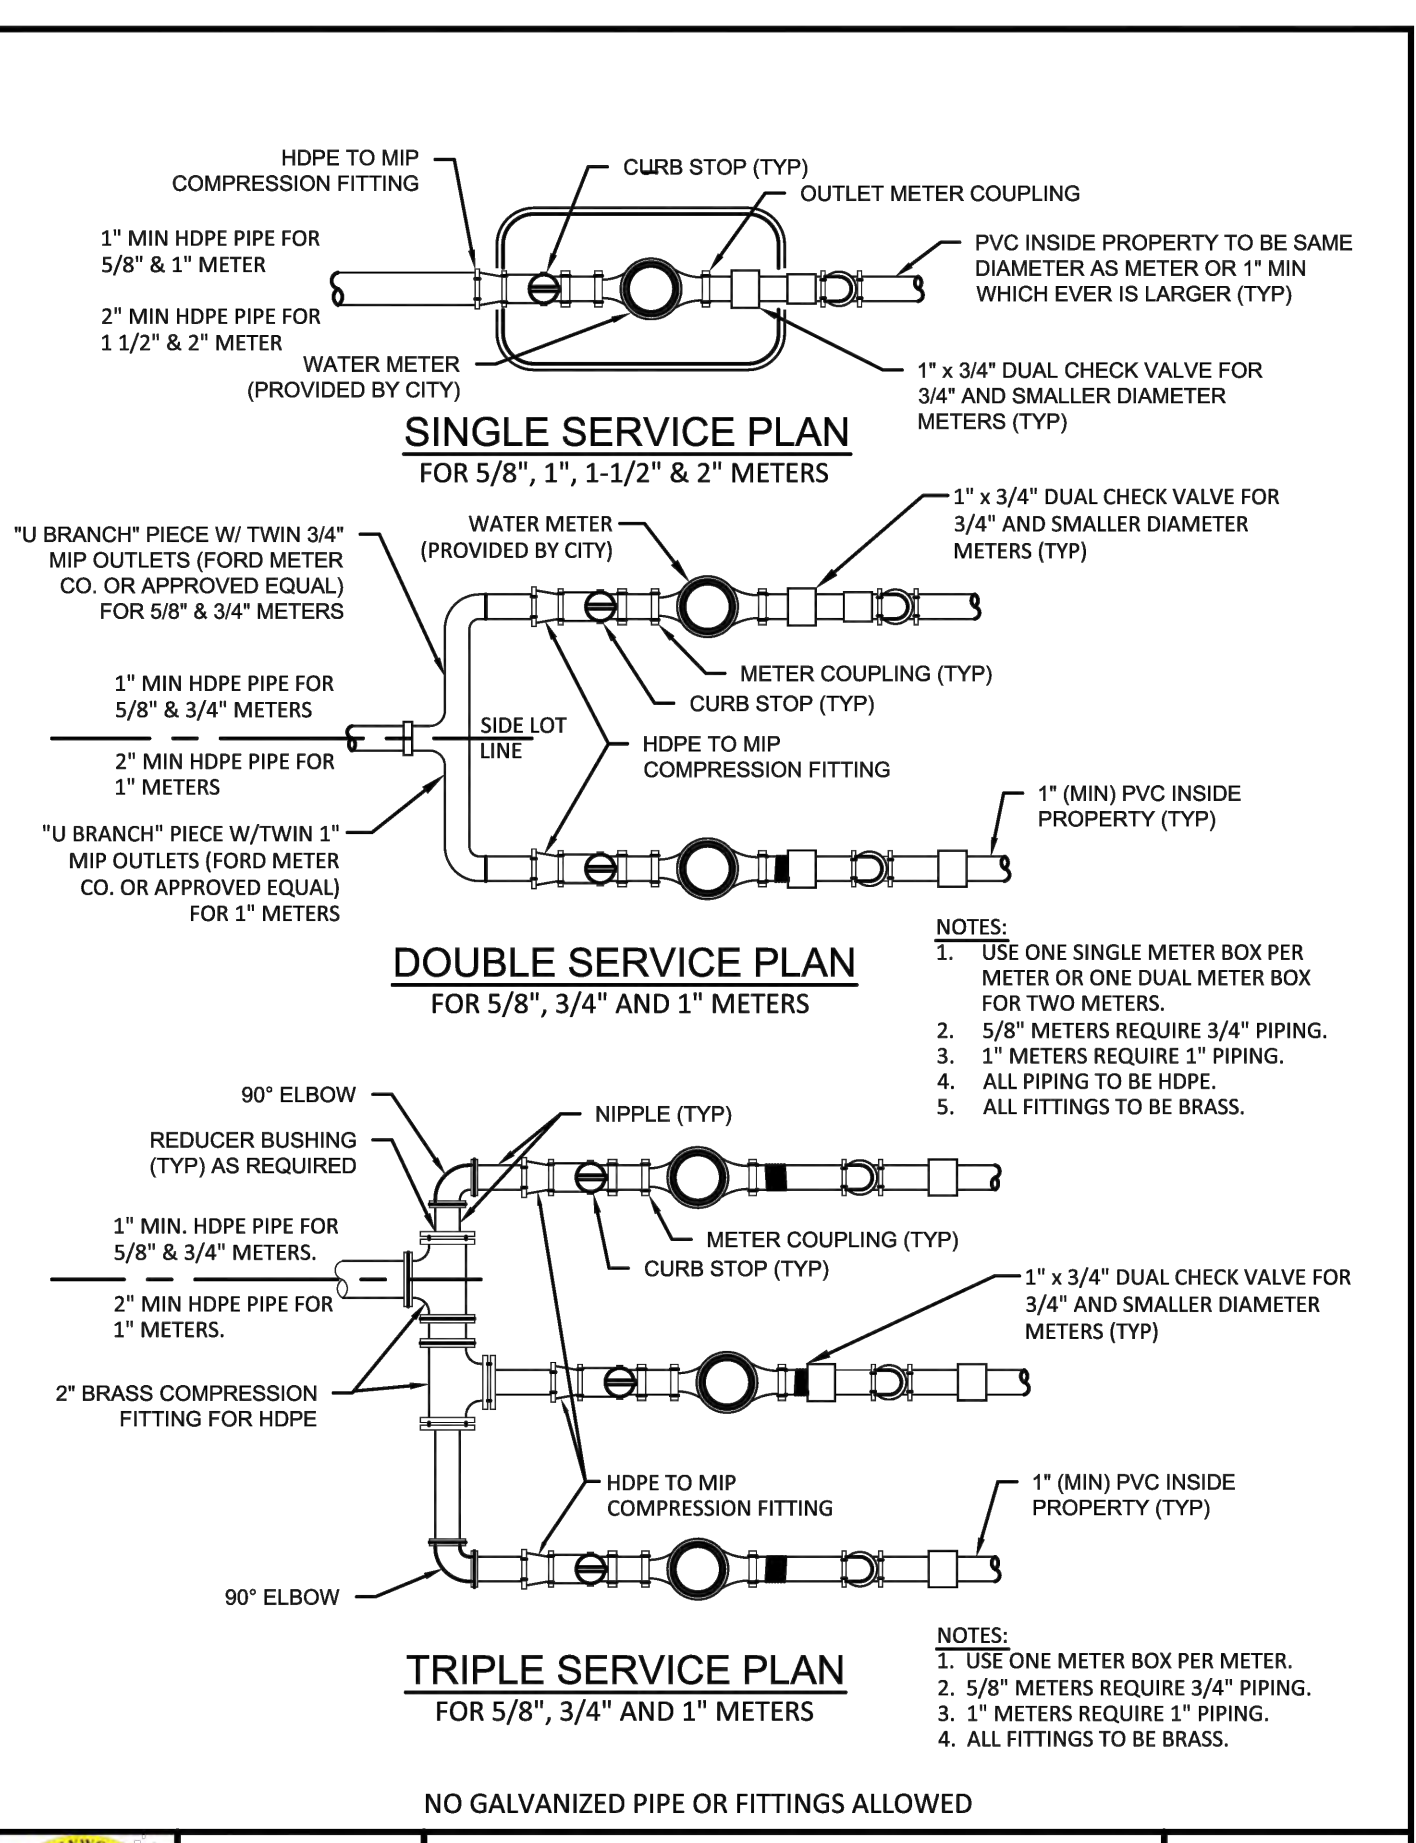 HDPE TO MIP
COMPRESSION FITTING
CURB STOP (TYP)
OUTLET METER COUPLING
1" MIN HDPE PIPE FOR
5/8" & 1" METER
PVC INSIDE PROPERTY TO BE SAME
DIAMETER AS METER OR 1" MIN
WHICH EVER IS LARGER (TYP)
2" MIN HDPE PIPE FOR
1 1/2" & 2" METER
WATER METER
(PROVIDED BY CITY)
1" x 3/4" DUAL CHECK VALVE FOR
3/4" AND SMALLER DIAMETER
METERS (TYP)
SINGLE SERVICE PLAN
FOR 5/8", 1", 1-1/2" & 2" METERS
"U BRANCH" PIECE W/ TWIN 3/4"
MIP OUTLETS (FORD METER
CO. OR APPROVED EQUAL)
FOR 5/8" & 3/4" METERS
WATER METER
(PROVIDED BY CITY)
1" x 3/4" DUAL CHECK VALVE FOR
3/4" AND SMALLER DIAMETER
METERS (TYP)
METER COUPLING (TYP)
CURB STOP (TYP)
1" MIN HDPE PIPE FOR
5/8" & 3/4" METERS
SIDE LOT
LINE
2" MIN HDPE PIPE FOR
1" METERS
HDPE TO MIP
COMPRESSION FITTING
1" (MIN) PVC INSIDE
PROPERTY (TYP)
"U BRANCH" PIECE W/TWIN 1"
MIP OUTLETS (FORD METER
CO. OR APPROVED EQUAL)
FOR 1" METERS
DOUBLE SERVICE PLAN
FOR 5/8", 3/4" AND 1" METERS
NOTES:
1. USE ONE SINGLE METER BOX PER
METER OR ONE DUAL METER BOX
FOR TWO METERS.
2. 5/8" METERS REQUIRE 3/4" PIPING.
3. 1" METERS REQUIRE 1" PIPING.
4. ALL PIPING TO BE HDPE.
5. ALL FITTINGS TO BE BRASS.
90° ELBOW
NIPPLE (TYP)
REDUCER BUSHING
(TYP) AS REQUIRED
1" MIN. HDPE PIPE FOR
5/8" & 3/4" METERS.
METER COUPLING (TYP)
CURB STOP (TYP)
2" MIN HDPE PIPE FOR
1" METERS.
1" x 3/4" DUAL CHECK VALVE FOR
3/4" AND SMALLER DIAMETER
METERS (TYP)
2" BRASS COMPRESSION
FITTING FOR HDPE
HDPE TO MIP
COMPRESSION FITTING
1" (MIN) PVC INSIDE
PROPERTY (TYP)
90° ELBOW
TRIPLE SERVICE PLAN
FOR 5/8", 3/4" AND 1" METERS
NOTES:
1. USE ONE METER BOX PER METER.
2. 5/8" METERS REQUIRE 3/4" PIPING.
3. 1" METERS REQUIRE 1" PIPING.
4. ALL FITTINGS TO BE BRASS.
NO GALVANIZED PIPE OR FITTINGS ALLOWED